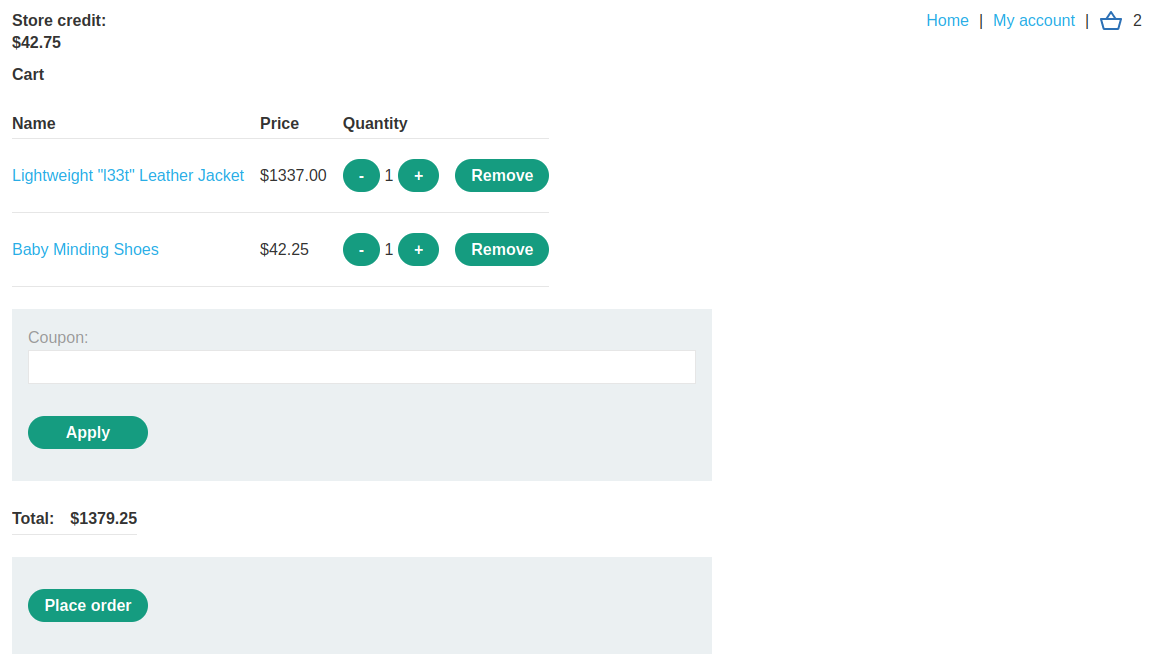 Store credit:
$42.75
Home | My account | 2
Cart
Name Price Quantity
Lightweight "l33t" Leather Jacket $1337.00 - 1 + Remove
Baby Minding Shoes $42.25 - 1 + Remove
Coupon:
Apply
Total: $1379.25
Place order